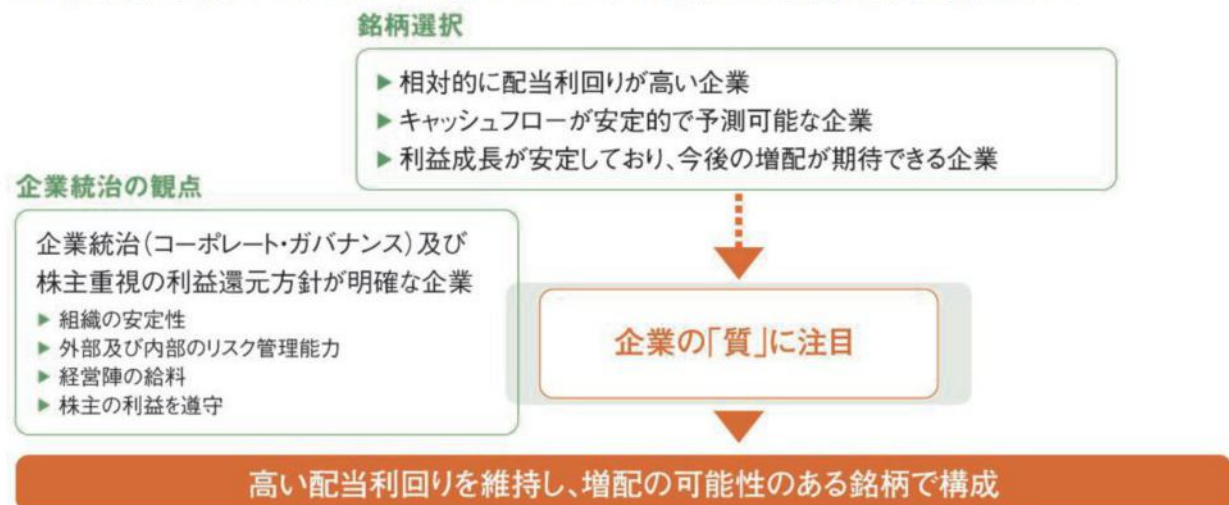 銘柄選択
▶ 相対的に配当利回りが高い企業
▶ キャッシュフローが安定的で予測可能な企業
▶ 利益成長が安定しており、今後の増配が期待できる企業
企業統治の観点
企業統治(コーポレート・ガバナンス)及び
株主重視の利益還元方針が明確な企業
▶ 組織の安定性
▶ 外部及び内部のリスク管理能力
▶ 経営陣の給料
▶ 株主の利益を遵守
企業の「質」に注目
高い配当利回りを維持し、増配の可能性のある銘柄で構成